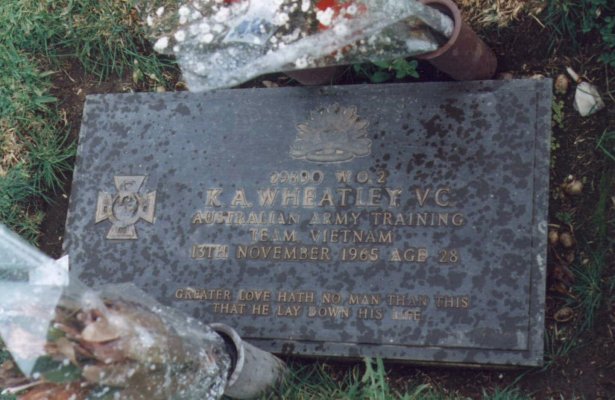 29890 W O. 2
K. A. WHEATLEY VC
AUSTRALIAN ARMY TRAINING
TEAM VIETNAM
13TH NOVEMBER 1965 AGE 28
GREATER LOVE HATH NO MAN THAN THIS
THAT HE LAY DOWN HIS LIFE